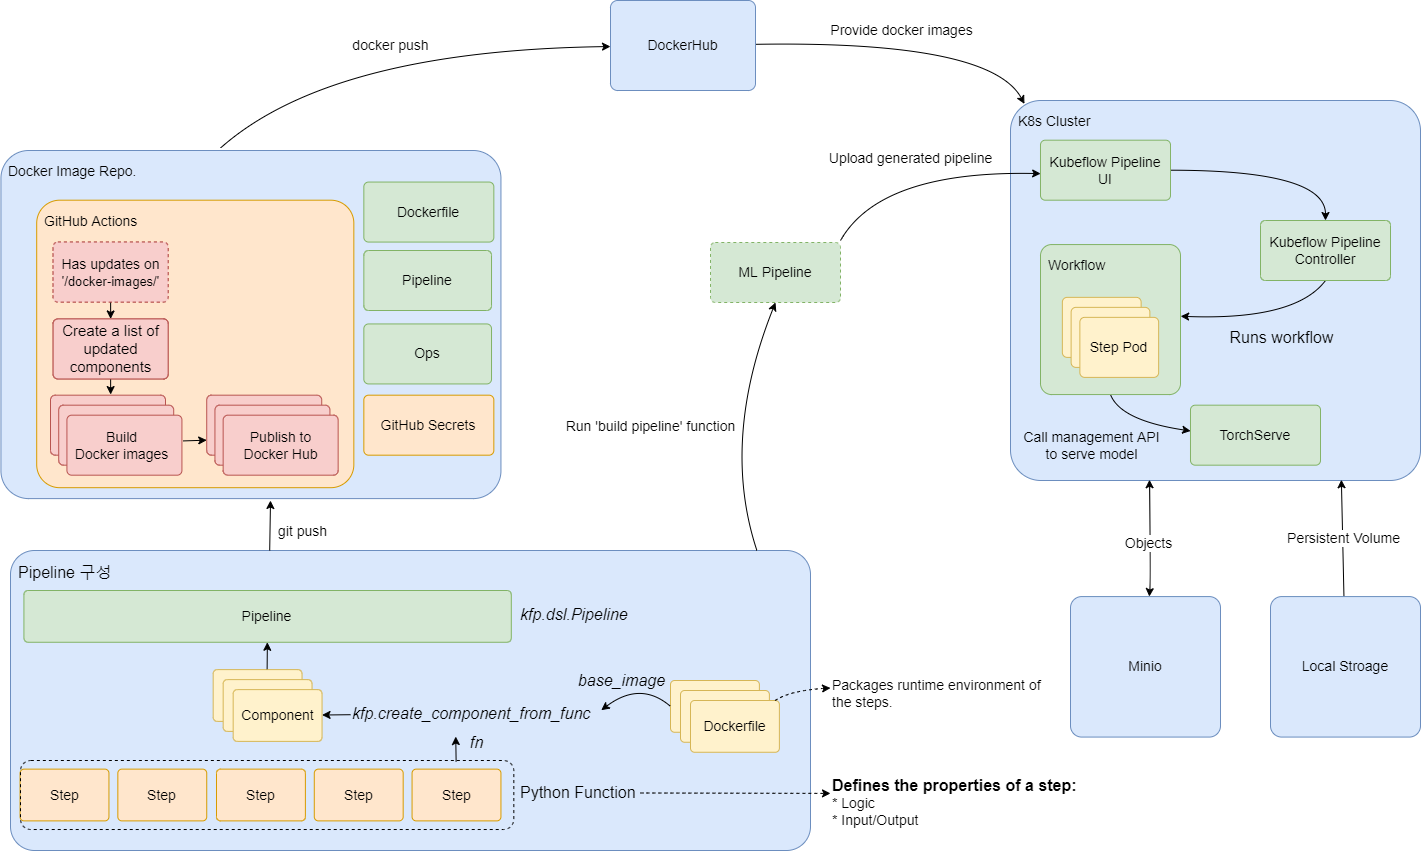 DockerHub
docker push
Provide docker images
K8s Cluster
Kubeflow Pipeline
UI
Upload generated pipeline
Kubeflow Pipeline
Controller
Workflow
Step Pod
Runs workflow
TorchServe
Call management API
to serve model
Docker Image Repo.
GitHub Actions
Has updates on
'/docker-images/'
Create a list of
updated
components
Build
Docker images
Publish to
Docker Hub
Dockerfile
Pipeline
Ops
GitHub Secrets
ML Pipeline
Run 'build pipeline' function
git push
Objects
Persistent Volume
Minio
Local Stroage
Pipeline 구성
Pipeline
kfp.dsl.Pipeline
Component
kfp.create_component_from_func
base_image
Dockerfile
Packages runtime environment of
the steps.
fn
Step
Step
Step
Step
Step
Python Function
Defines the properties of a step:
* Logic
* Input/Output